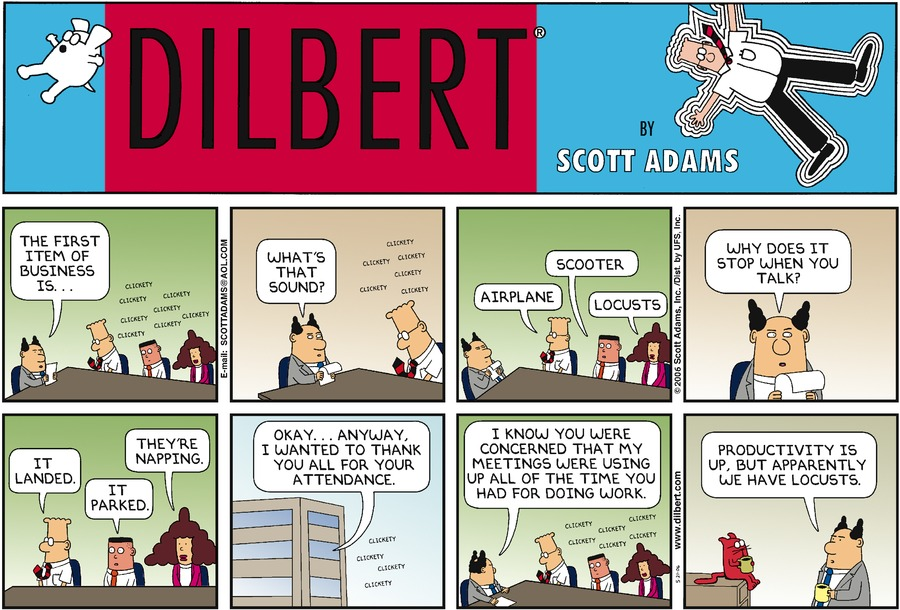 DILBERT®
BY
SCOTT ADAMS
THE FIRST
ITEM OF
BUSINESS
IS. . .
CLICKETY
CLICKETY
CLICKETY
CLICKETY
CLICKETY
CLICKETY
CLICKETY
CLICKETY
E-mail: SCOTTADAMS@AOL.COM
WHAT'S
THAT
SOUND?
CLICKETY
CLICKETY
CLICKETY
CLICKETY
CLICKETY
CLICKETY
AIRPLANE
SCOOTER
LOCUSTS
© 2006 Scott Adams, Inc./Dist. by UFS, Inc.
WHY DOES IT
STOP WHEN YOU
TALK?
IT
LANDED.
IT
PARKED.
THEY'RE
NAPPING.
OKAY. . . ANYWAY,
I WANTED TO THANK
YOU ALL FOR YOUR
ATTENDANCE.
CLICKETY
CLICKETY
CLICKETY
CLICKETY
I KNOW YOU WERE
CONCERNED THAT MY
MEETINGS WERE USING
UP ALL OF THE TIME YOU
HAD FOR DOING WORK.
CLICKETY
CLICKETY
CLICKETY
CLICKETY
CLICKETY
CLICKETY
www.dilbert.com
5-21-06
PRODUCTIVITY IS
UP, BUT APPARENTLY
WE HAVE LOCUSTS.